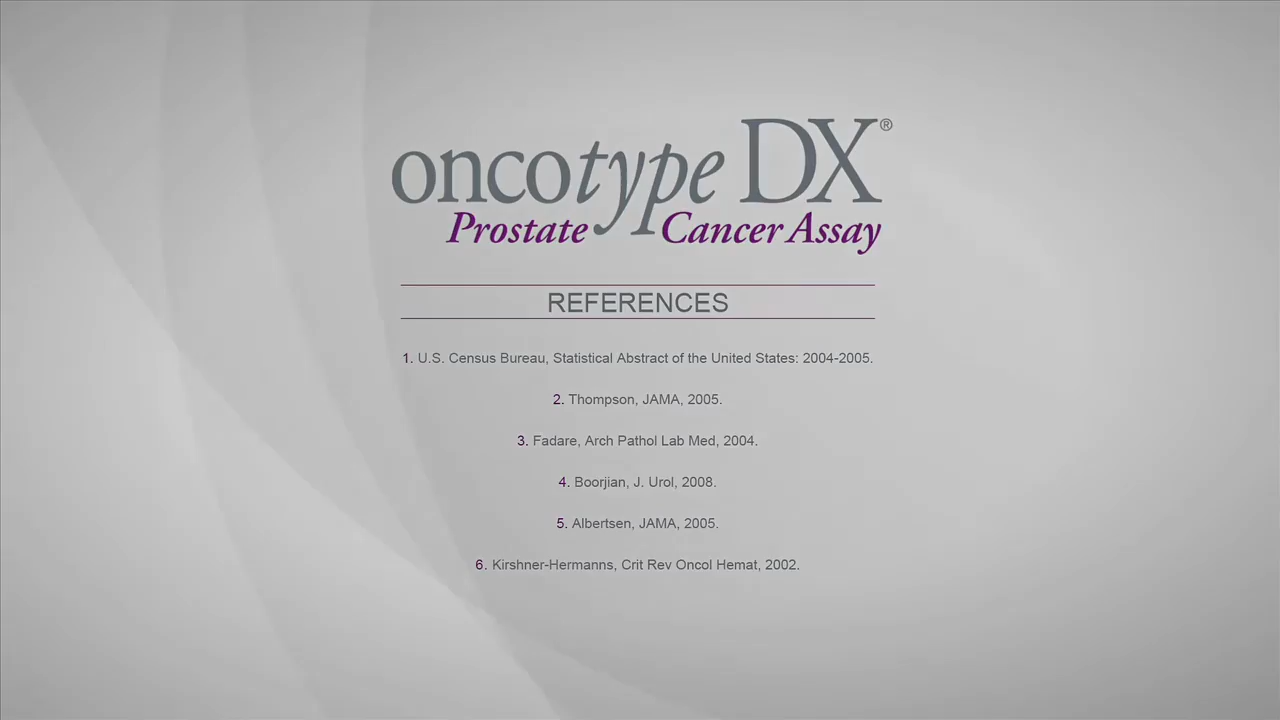 oncotype DX®
Prostate Cancer Assay
REFERENCES
1. U.S. Census Bureau, Statistical Abstract of the United States: 2004-2005.
2. Thompson, JAMA, 2005.
3. Fadare, Arch Pathol Lab Med, 2004.
4. Boorjian, J. Urol, 2008.
5. Albertsen, JAMA, 2005.
6. Kirshner-Hermanns, Crit Rev Oncol Hemat, 2002.